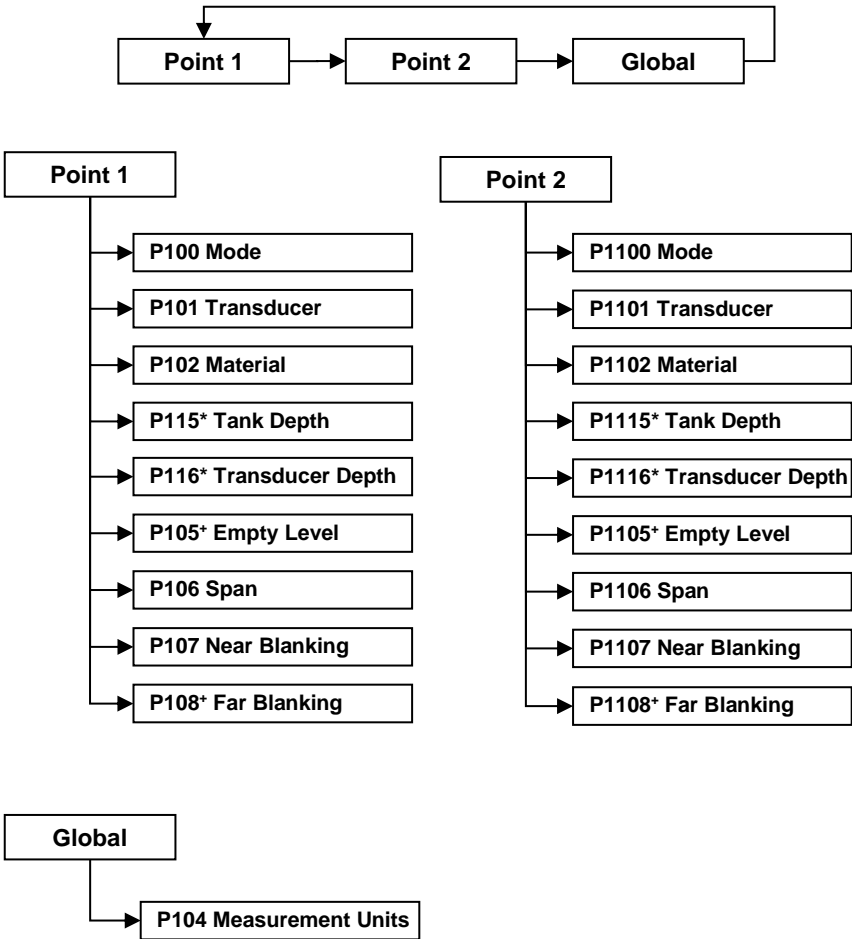 Point 1
Point 2
Global
Point 1
P100 Mode
P101 Transducer
P102 Material
P115* Tank Depth
P116* Transducer Depth
P105+ Empty Level
P106 Span
P107 Near Blanking
P108+ Far Blanking
Point 2
P1100 Mode
P1101 Transducer
P1102 Material
P1115* Tank Depth
P1116* Transducer Depth
P1105+ Empty Level
P1106 Span
P1107 Near Blanking
P1108+ Far Blanking
Global
P104 Measurement Units